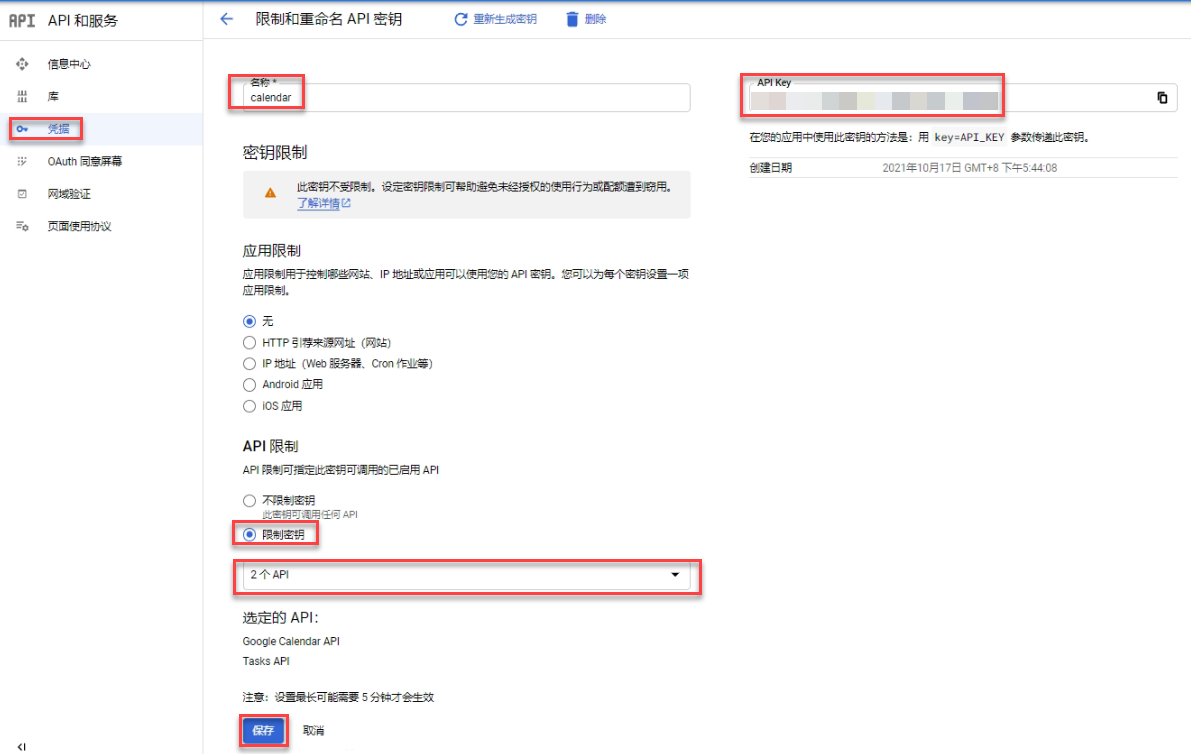 API API 和服务
限制和重命名 API 密钥
重新生成密钥
删除
信息中心
库
凭据
OAuth 同意屏幕
网域验证
页面使用协议
名称 *
calendar
密钥限制
此密钥不受限制。设定密钥限制可帮助避免未经授权的使用行为或配额遭到窃用。
了解详情
应用限制
应用限制用于控制哪些网站、IP 地址或应用可以使用您的 API 密钥。您可以为每个密钥设置一项
应用限制。
无
HTTP 引荐来源网址（网站）
IP 地址（Web 服务器、Cron 作业等）
Android 应用
iOS 应用
API 限制
API 限制可指定此密钥可调用的已启用 API
不限制密钥
此密钥可调用任何 API
限制密钥
2 个 API
选定的 API：
Google Calendar API
Tasks API
注意：设置最长可能需要 5 分钟才会生效
保存
取消
API Key
在您的应用中使用此密钥的方法是：用 key=API_KEY 参数传递此密钥。
创建日期
2021年10月17日 GMT+8 下午5:44:08